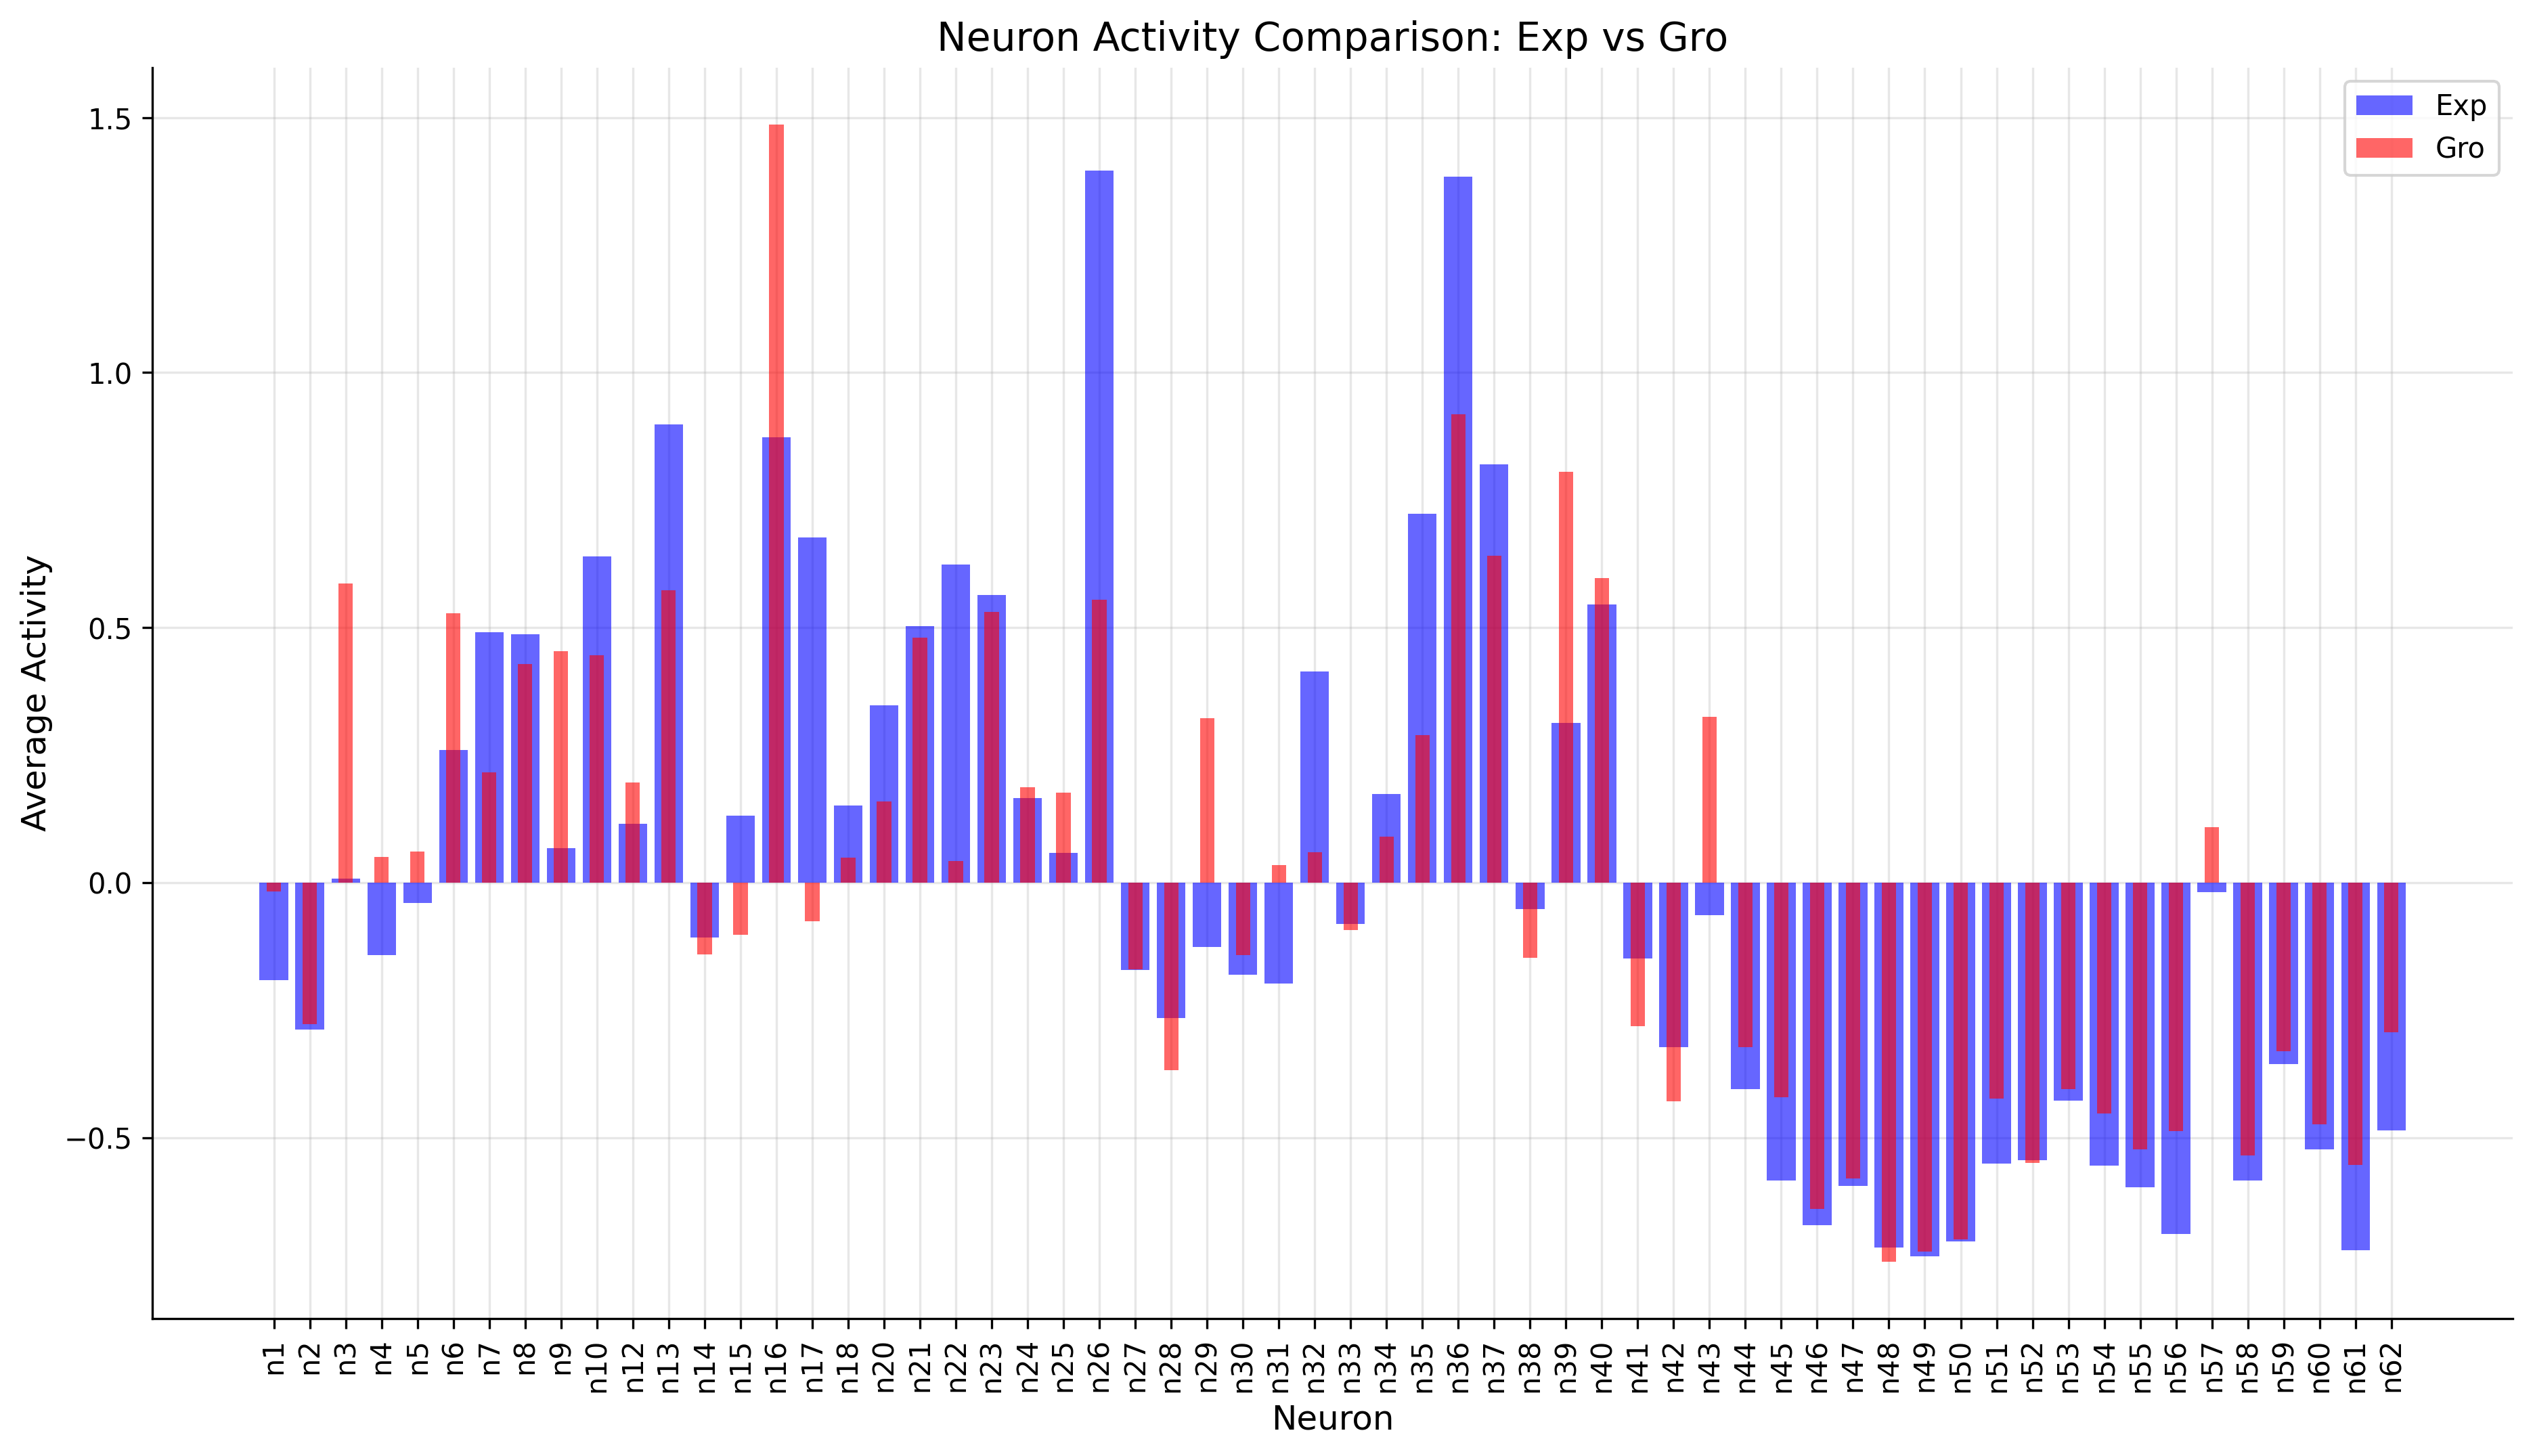 Neuron Activity Comparison: Exp vs Gro
Exp
Gro
Average Activity
1.5
1.0
0.5
0.0
−0.5
n1 n2 n3 n4 n5 n6 n7 n8 n9 n10 n12 n13 n14 n15 n16 n17 n18 n20 n21 n22 n23 n24 n25 n26 n27 n28 n29 n30 n31 n32 n33 n34 n35 n36 n37 n38 n39 n40 n41 n42 n43 n44 n45 n46 n47 n48 n49 n50 n51 n52 n53 n54 n55 n56 n57 n58 n59 n60 n61 n62
Neuron